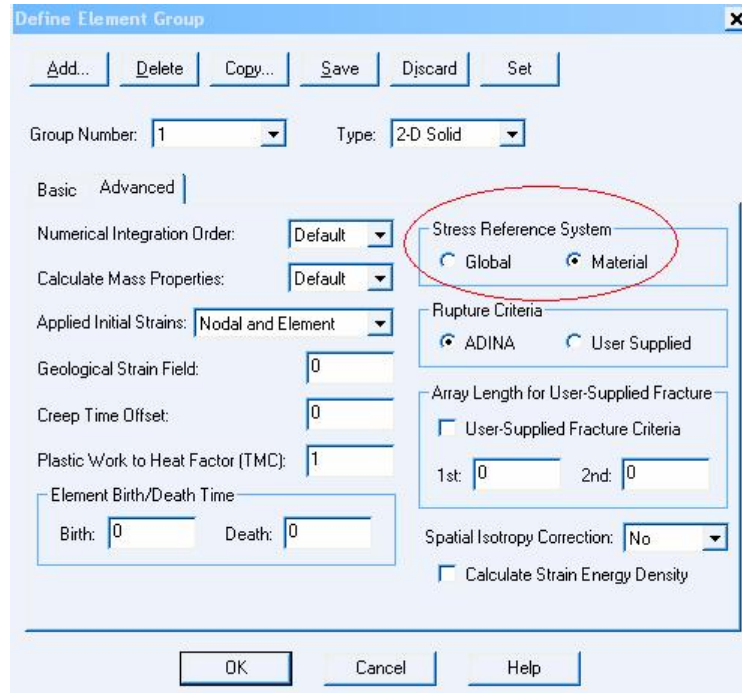 Define Element Group
Add... Delete Copy... Save Discard Set
Group Number: 1 Type: 2-D Solid
Basic Advanced
Numerical Integration Order: Default
Calculate Mass Properties: Default
Applied Initial Strains: Nodal and Element
Geological Strain Field: 0
Creep Time Offset: 0
Plastic Work to Heat Factor (TMC): 1
Element Birth/Death Time
Birth: 0 Death: 0
Stress Reference System
Global Material
Rupture Criteria
ADINA User Supplied
Array Length for User-Supplied Fracture
User-Supplied Fracture Criteria
1st: 0 2nd: 0
Spatial Isotropy Correction: No
Calculate Strain Energy Density
OK Cancel Help